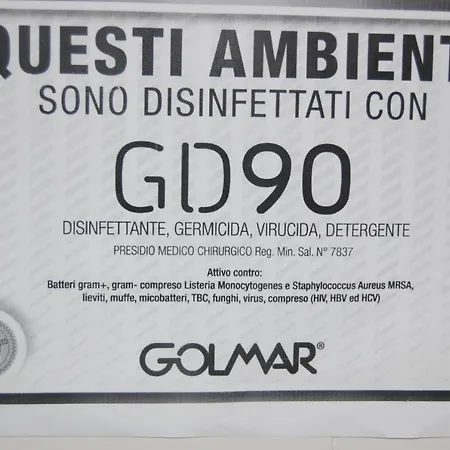 QUESTI AMBIENT
SONO DISINFETTATI CON
GD90
DISINFETTANTE, GERMICIDA, VIRUCIDA, DETERGENTE
PRESIDIO MEDICO CHIRURGICO Reg. Min. Sal. N° 7837
Attivo contro:
Batteri gram+, gram- compreso Listeria Monocytogenes e Staphylococcus Aureus MRSA,
lieviti, muffe, micobatteri, TBC, funghi, virus, compreso (HIV, HBV ed HCV)
GOLMAR®